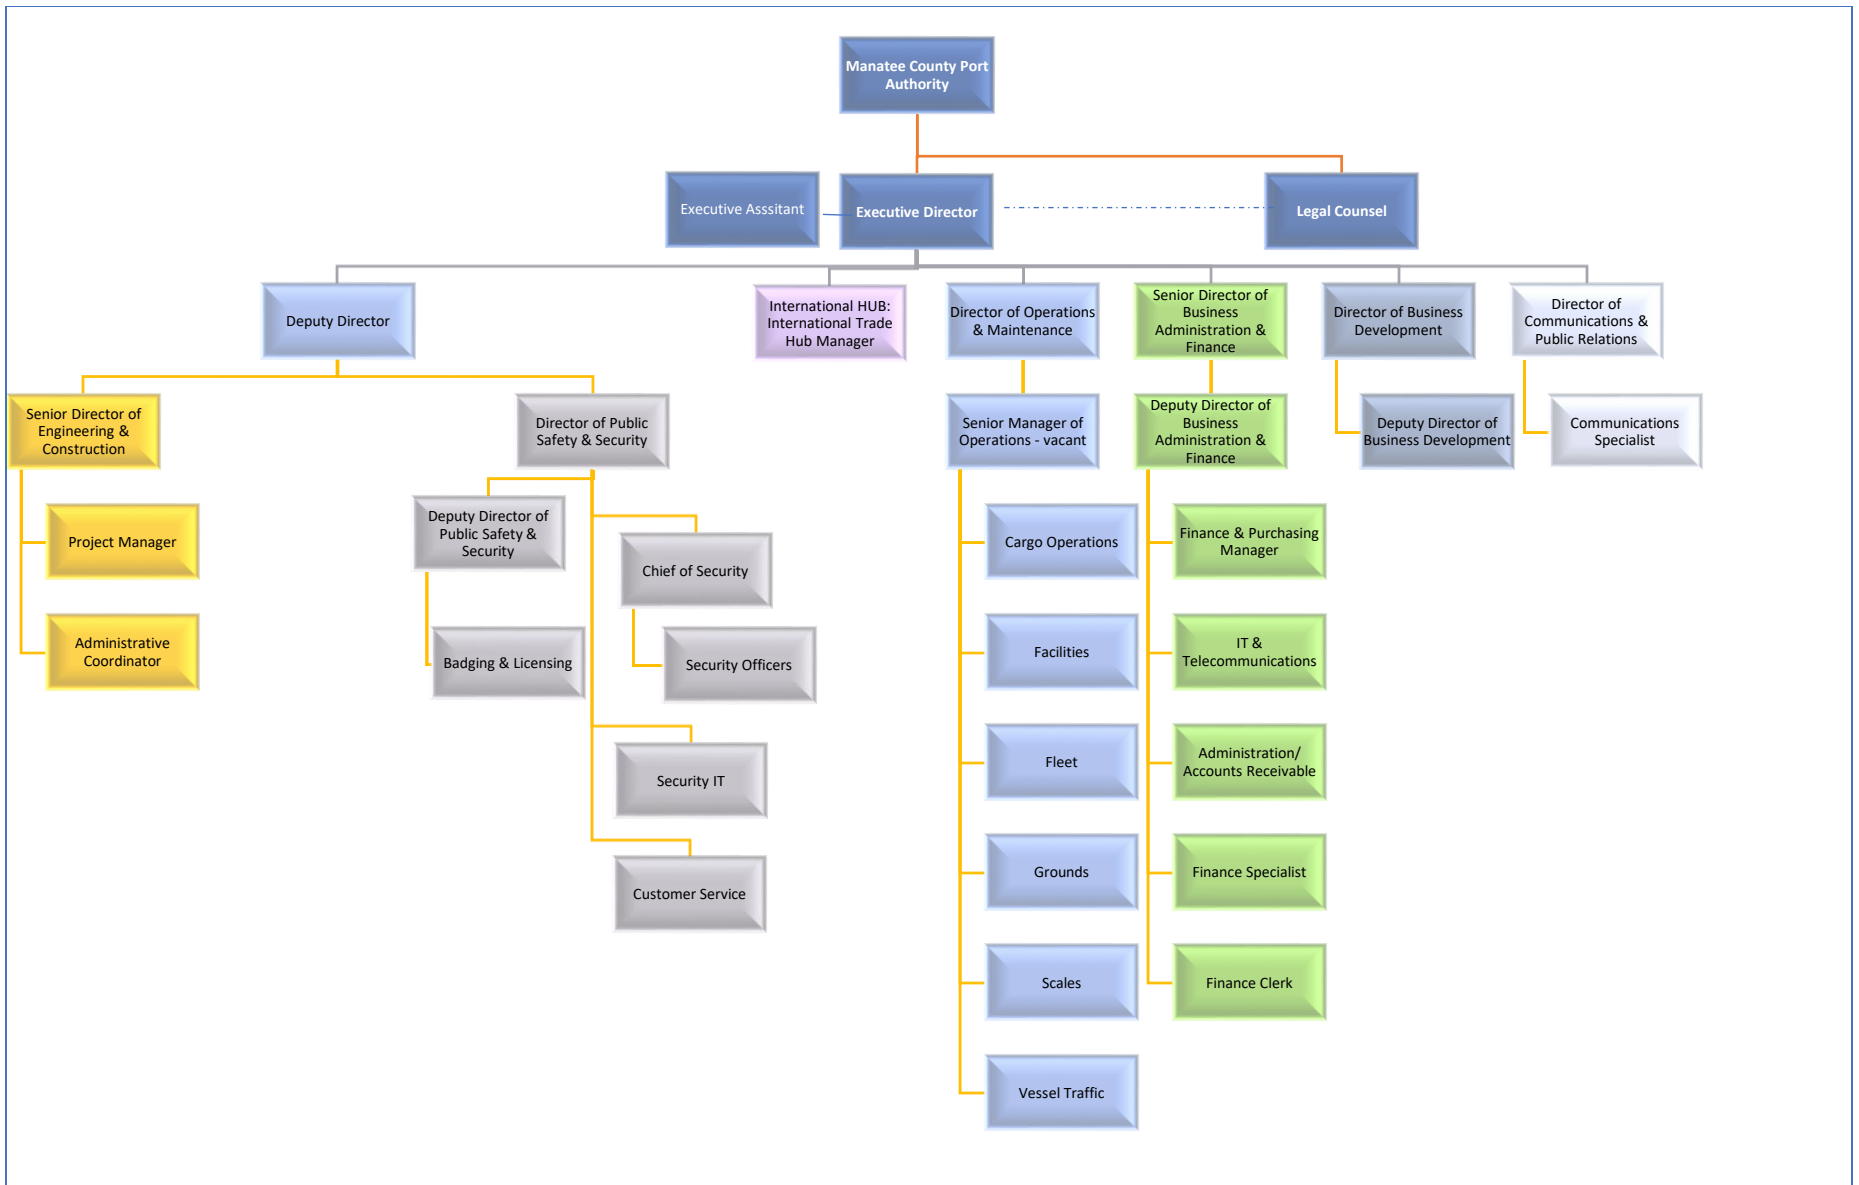 Manatee County Port
Authority
Executive Asssitant
Executive Director
Legal Counsel
Deputy Director
International HUB:
International Trade
Hub Manager
Director of Operations
& Maintenance
Senior Director of
Business
Administration &
Finance
Director of Business
Development
Director of
Communications &
Public Relations
Senior Director of
Engineering &
Construction
Director of Public
Safety & Security
Senior Manager of
Operations - vacant
Deputy Director of
Business
Administration &
Finance
Deputy Director of
Business Development
Communications
Specialist
Project Manager
Administrative
Coordinator
Deputy Director of
Public Safety &
Security
Badging & Licensing
Chief of Security
Security Officers
Security IT
Customer Service
Cargo Operations
Facilities
Fleet
Grounds
Scales
Vessel Traffic
Finance & Purchasing
Manager
IT &
Telecommunications
Administration/
Accounts Receivable
Finance Specialist
Finance Clerk